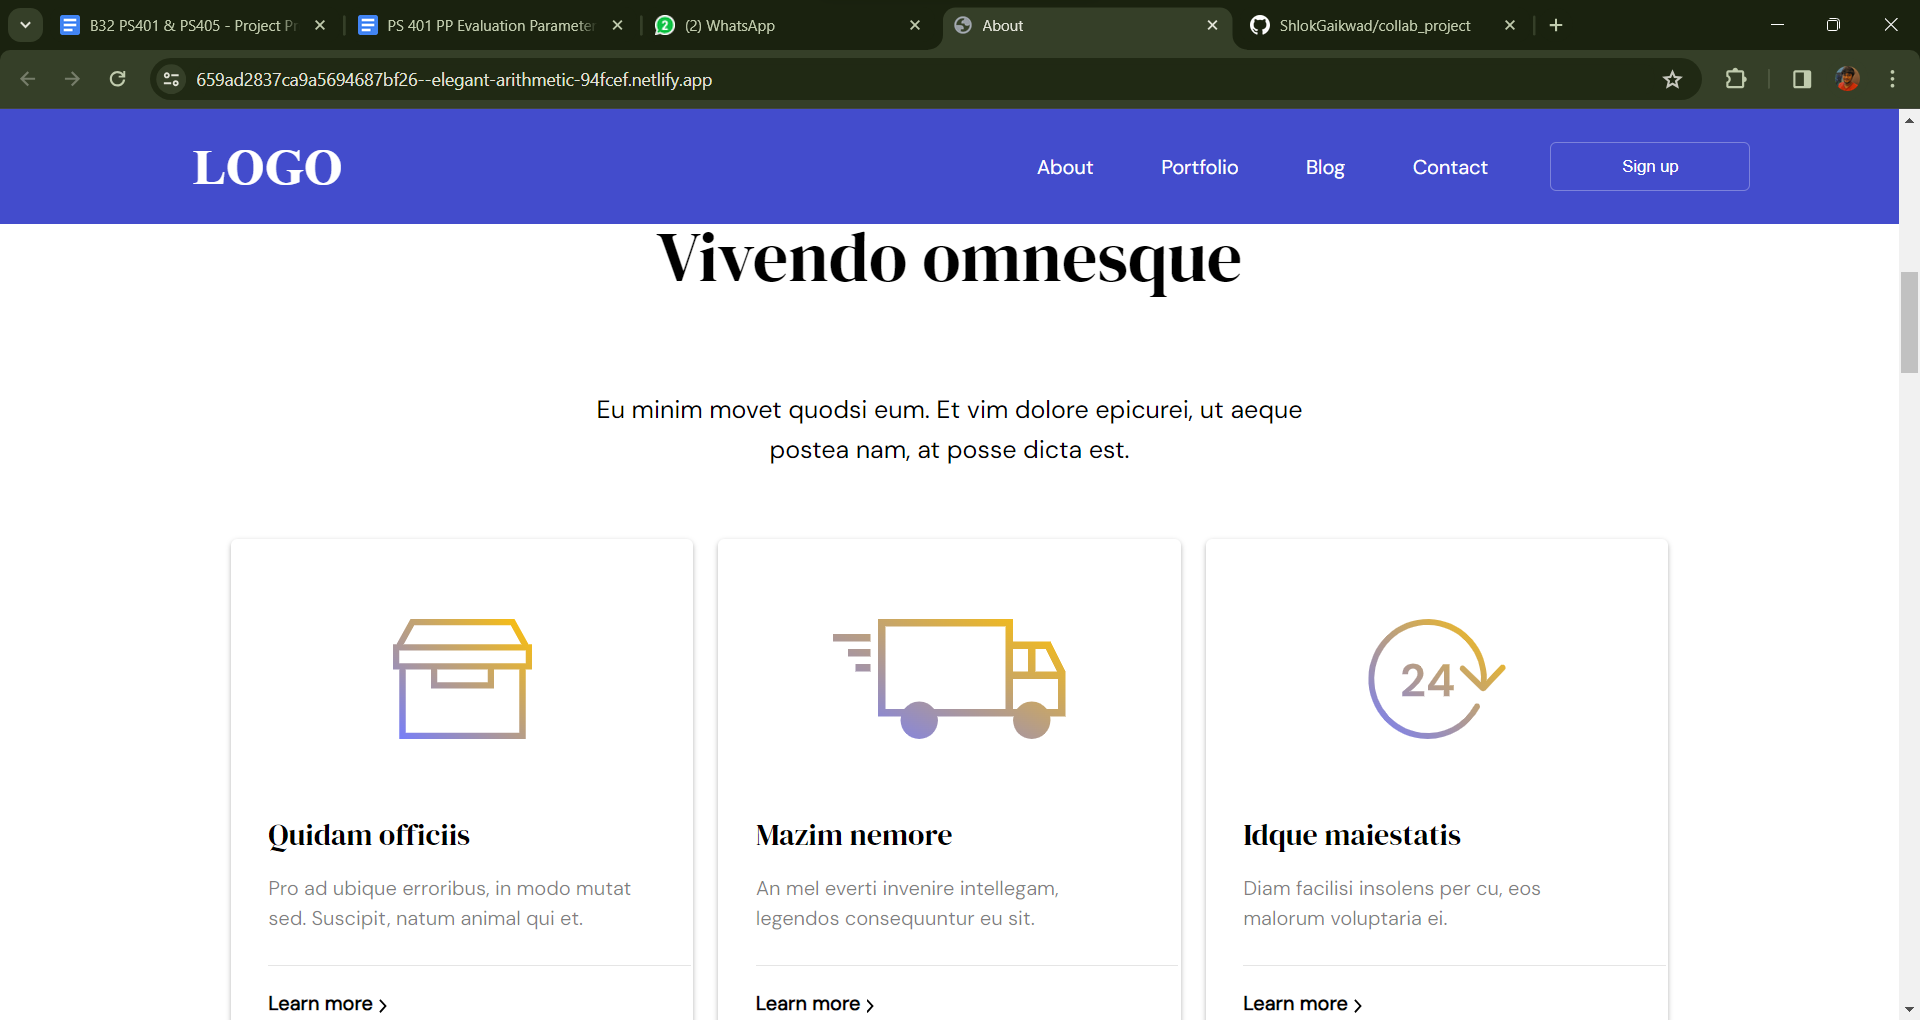 B32 PS401 & PS405 - Project Pr
PS 401 PP Evaluation Parameter
2
(2) WhatsApp
About
ShlokGaikwad/collab_project
659ad2837ca9a5694687bf26--elegant-arithmetic-94fcef.netlify.app
LOGO
About
Portfolio
Blog
Contact
Sign up
Vivendo omnesque
Eu minim movet quodsi eum. Et vim dolore epicurei, ut aeque
postea nam, at posse dicta est.
24
Quidam officiis
Mazim nemore
Idque maiestatis
Pro ad ubique erroribus, in modo mutat
sed. Suscipit, natum animal qui et.
An mel everti invenire intellegam,
legendos consequuntur eu sit.
Diam facilisi insolens per cu, eos
malorum voluptaria ei.
Learn more
Learn more
Learn more